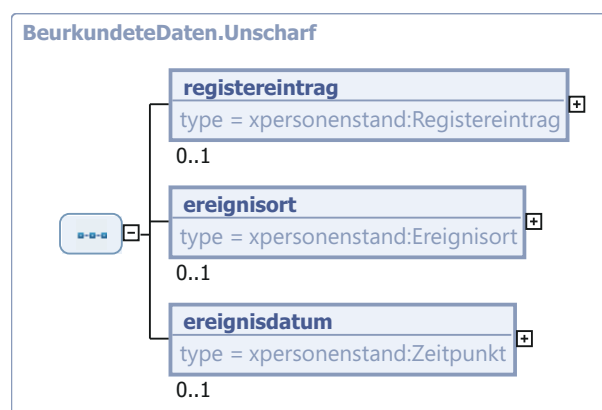 BeurkundeteDaten.Unscharf
registereintrag
type = xpersonenstand:Registereintrag
0..1
ereignisort
type = xpersonenstand:Ereignisort
0..1
ereignisdatum
type = xpersonenstand:Zeitpunkt
0..1